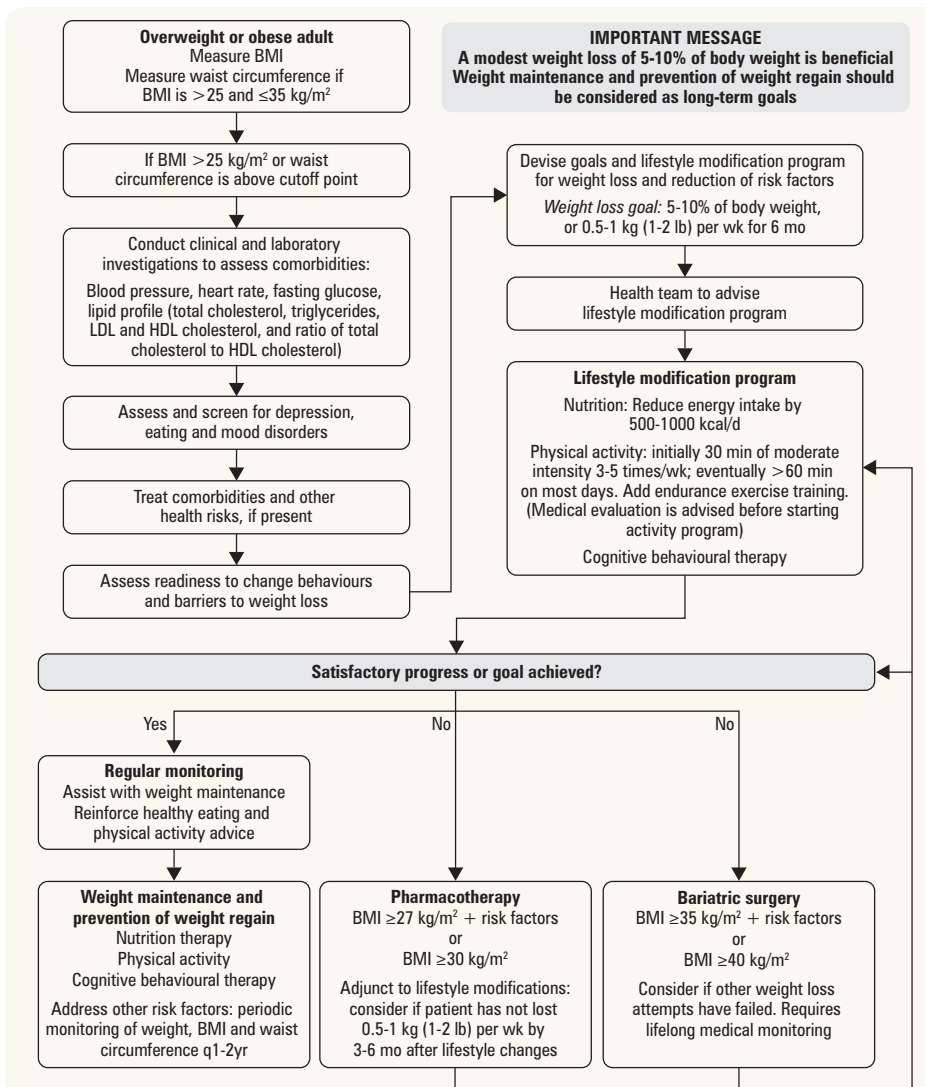 Overweight or obese adult
Measure BMI
Measure waist circumference if
BMI is >25 and ≤35 kg/m²
IMPORTANT MESSAGE
A modest weight loss of 5-10% of body weight is beneficial
Weight maintenance and prevention of weight regain should
be considered as long-term goals
If BMI >25 kg/m² or waist
circumference is above cutoff point
Conduct clinical and laboratory
investigations to assess comorbidities:
Blood pressure, heart rate, fasting glucose,
lipid profile (total cholesterol, triglycerides,
LDL and HDL cholesterol, and ratio of total
cholesterol to HDL cholesterol)
Assess and screen for depression,
eating and mood disorders
Treat comorbidities and other
health risks, if present
Assess readiness to change behaviours
and barriers to weight loss
Devise goals and lifestyle modification program
for weight loss and reduction of risk factors
Weight loss goal: 5-10% of body weight,
or 0.5-1 kg (1-2 lb) per wk for 6 mo
Health team to advise
lifestyle modification program
Lifestyle modification program
Nutrition: Reduce energy intake by
500-1000 kcal/d
Physical activity: initially 30 min of moderate
intensity 3-5 times/wk; eventually >60 min
on most days. Add endurance exercise training.
(Medical evaluation is advised before starting
activity program)
Cognitive behavioural therapy
Satisfactory progress or goal achieved?
Yes
No
No
Regular monitoring
Assist with weight maintenance
Reinforce healthy eating and
physical activity advice
Weight maintenance and
prevention of weight regain
Nutrition therapy
Physical activity
Cognitive behavioural therapy
Address other risk factors: periodic
monitoring of weight, BMI and waist
circumference q1-2yr
Pharmacotherapy
BMI ≥27 kg/m² + risk factors
or
BMI ≥30 kg/m²
Adjunct to lifestyle modifications:
consider if patient has not lost
0.5-1 kg (1-2 lb) per wk by
3-6 mo after lifestyle changes
Bariatric surgery
BMI ≥35 kg/m² + risk factors
or
BMI ≥40 kg/m²
Consider if other weight loss
attempts have failed. Requires
lifelong medical monitoring